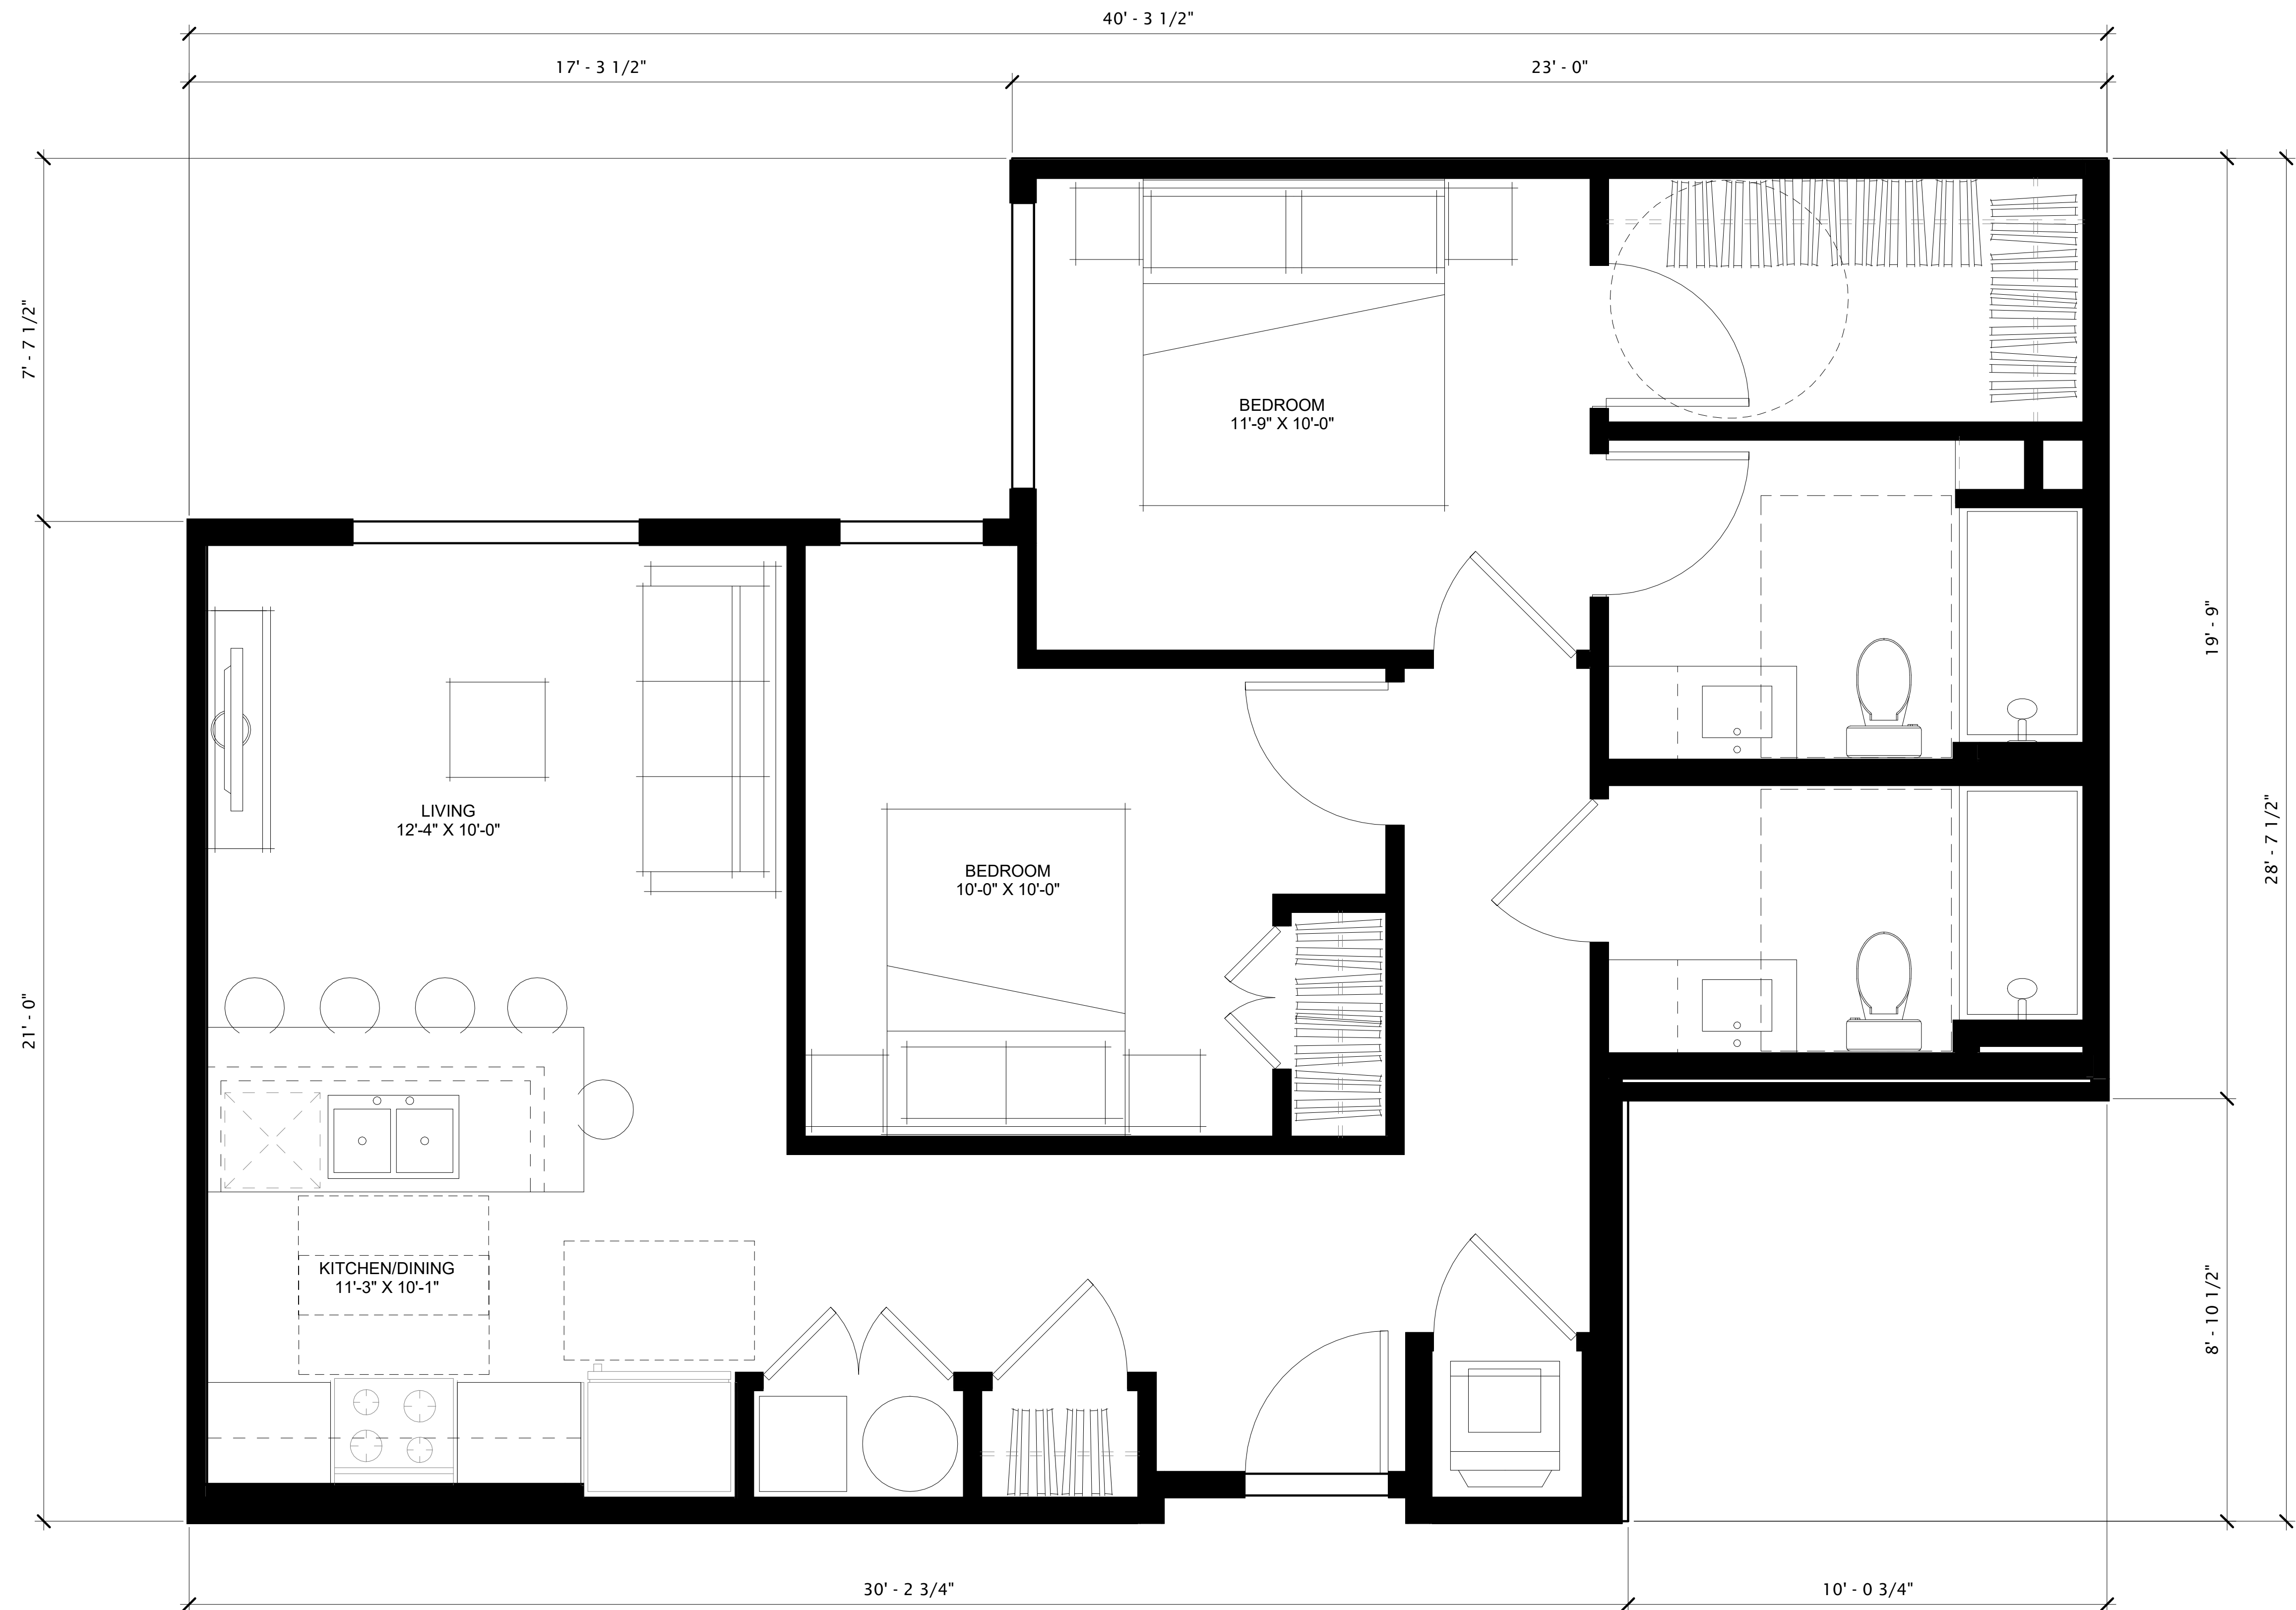 40' - 3 1/2"
17' - 3 1/2"
23' - 0"
7' - 7 1/2"
BEDROOM
11'-9" X 10'-0"
19' - 9"
LIVING
12'-4" X 10'-0"
BEDROOM
10'-0" X 10'-0"
28' - 7 1/2"
21' - 0"
KITCHEN/DINING
11'-3" X 10'-1"
8' - 10 1/2"
30' - 2 3/4"
10' - 0 3/4"